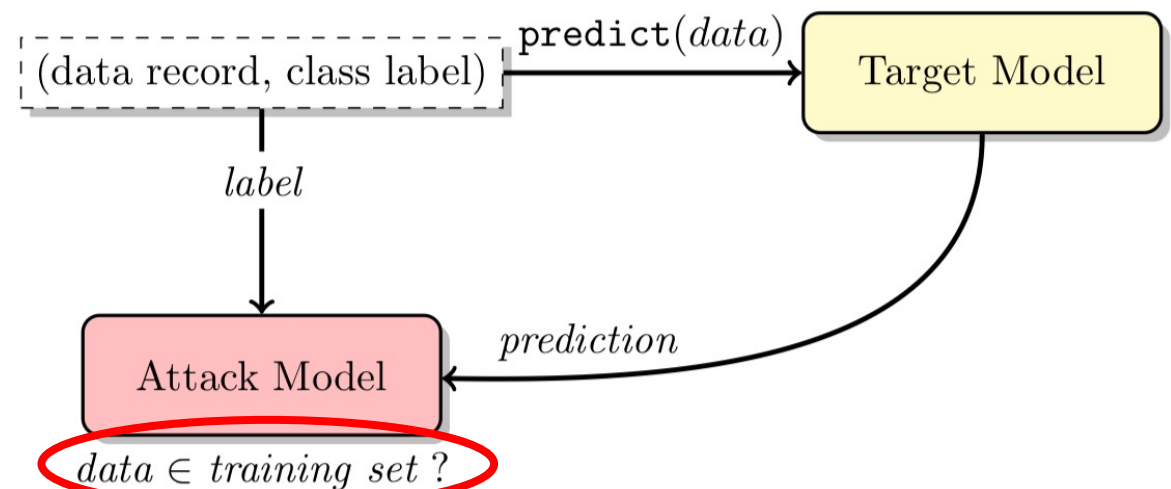 predict(data)
(data record, class label)
Target Model
label
prediction
Attack Model
data ∈ training set ?